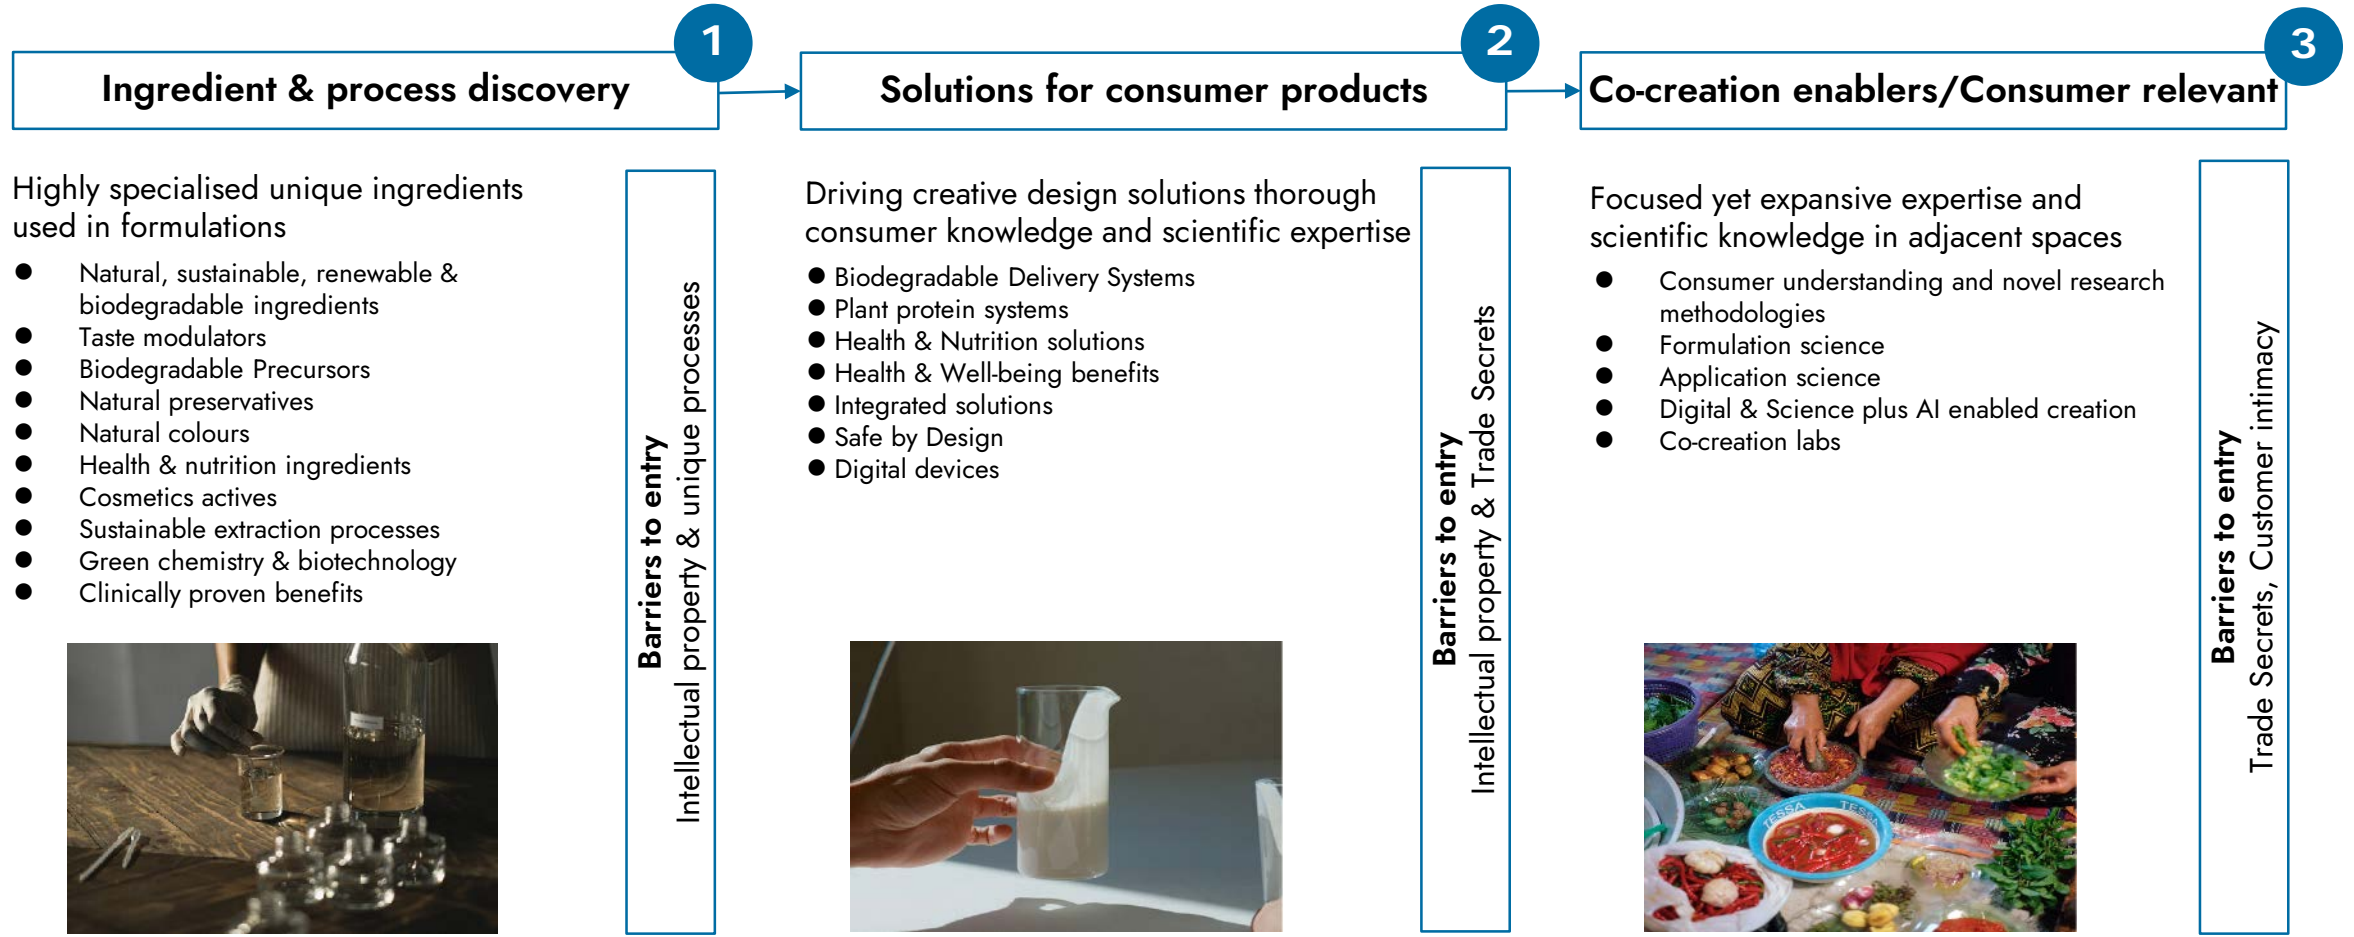 1
Ingredient & process discovery
Highly specialised unique ingredients
used in formulations
● Natural, sustainable, renewable &
biodegradable ingredients
● Taste modulators
● Biodegradable Precursors
● Natural preservatives
● Natural colours
● Health & nutrition ingredients
● Cosmetics actives
● Sustainable extraction processes
● Green chemistry & biotechnology
● Clinically proven benefits
Barriers to entry
Intellectual property & unique processes
2
Solutions for consumer products
Driving creative design solutions thorough
consumer knowledge and scientific expertise
● Biodegradable Delivery Systems
● Plant protein systems
● Health & Nutrition solutions
● Health & Well-being benefits
● Integrated solutions
● Safe by Design
● Digital devices
Barriers to entry
Intellectual property & Trade Secrets
3
Co-creation enablers/Consumer relevant
Focused yet expansive expertise and
scientific knowledge in adjacent spaces
● Consumer understanding and novel research
methodologies
● Formulation science
● Application science
● Digital & Science plus AI enabled creation
● Co-creation labs
TESSA TESSA
Barriers to entry
Trade Secrets, Customer intimacy